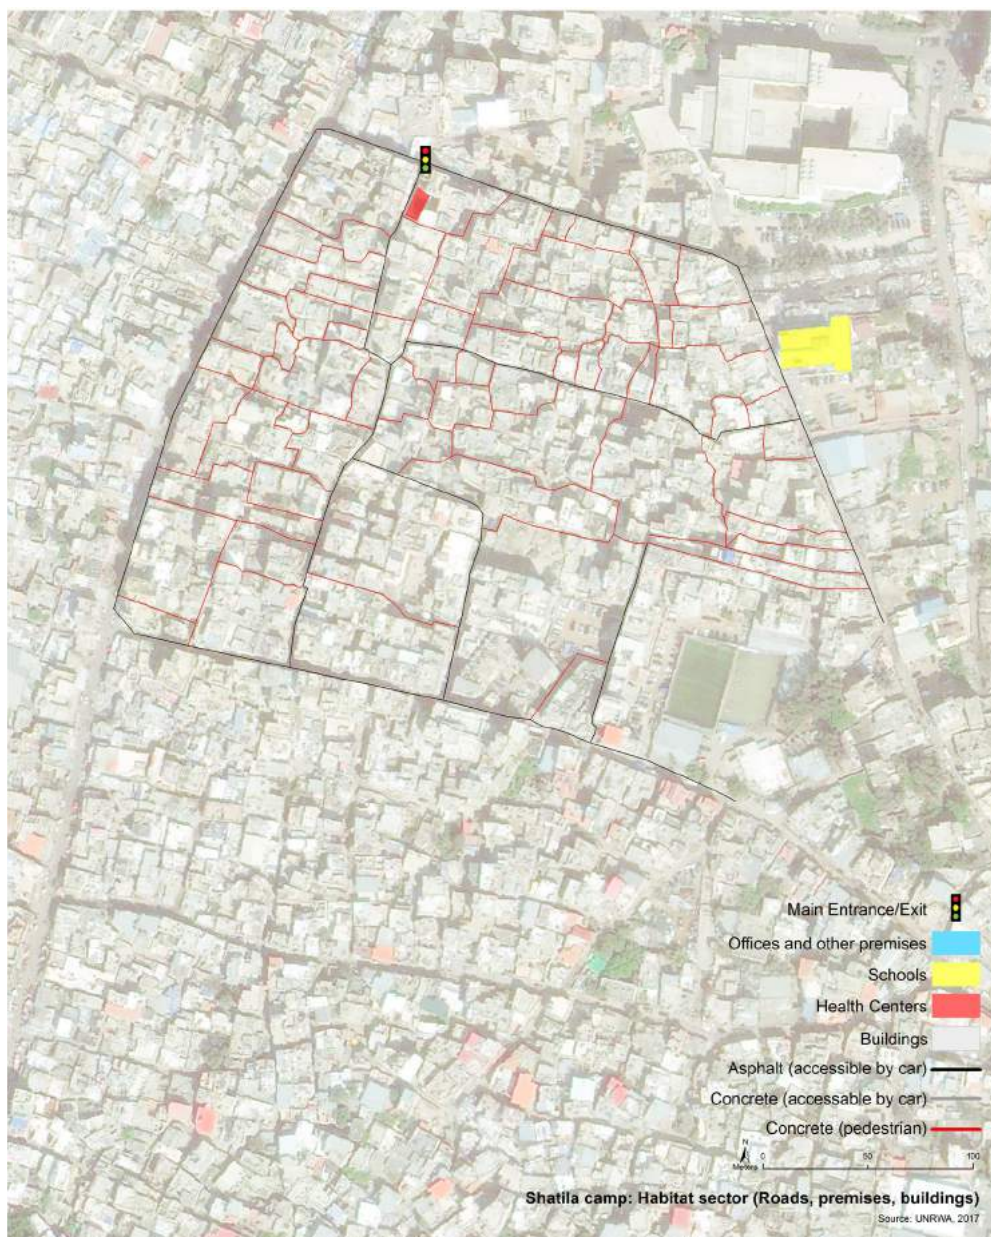 Main Entrance/Exit
Offices and other premises
Schools
Health Centers
Buildings
Asphalt (accessible by car)
Concrete (accessable by car)
Concrete (pedestrian)
N
Meters 0 50 100
Shatila camp: Habitat sector (Roads, premises, buildings)
Source: UNRWA, 2017